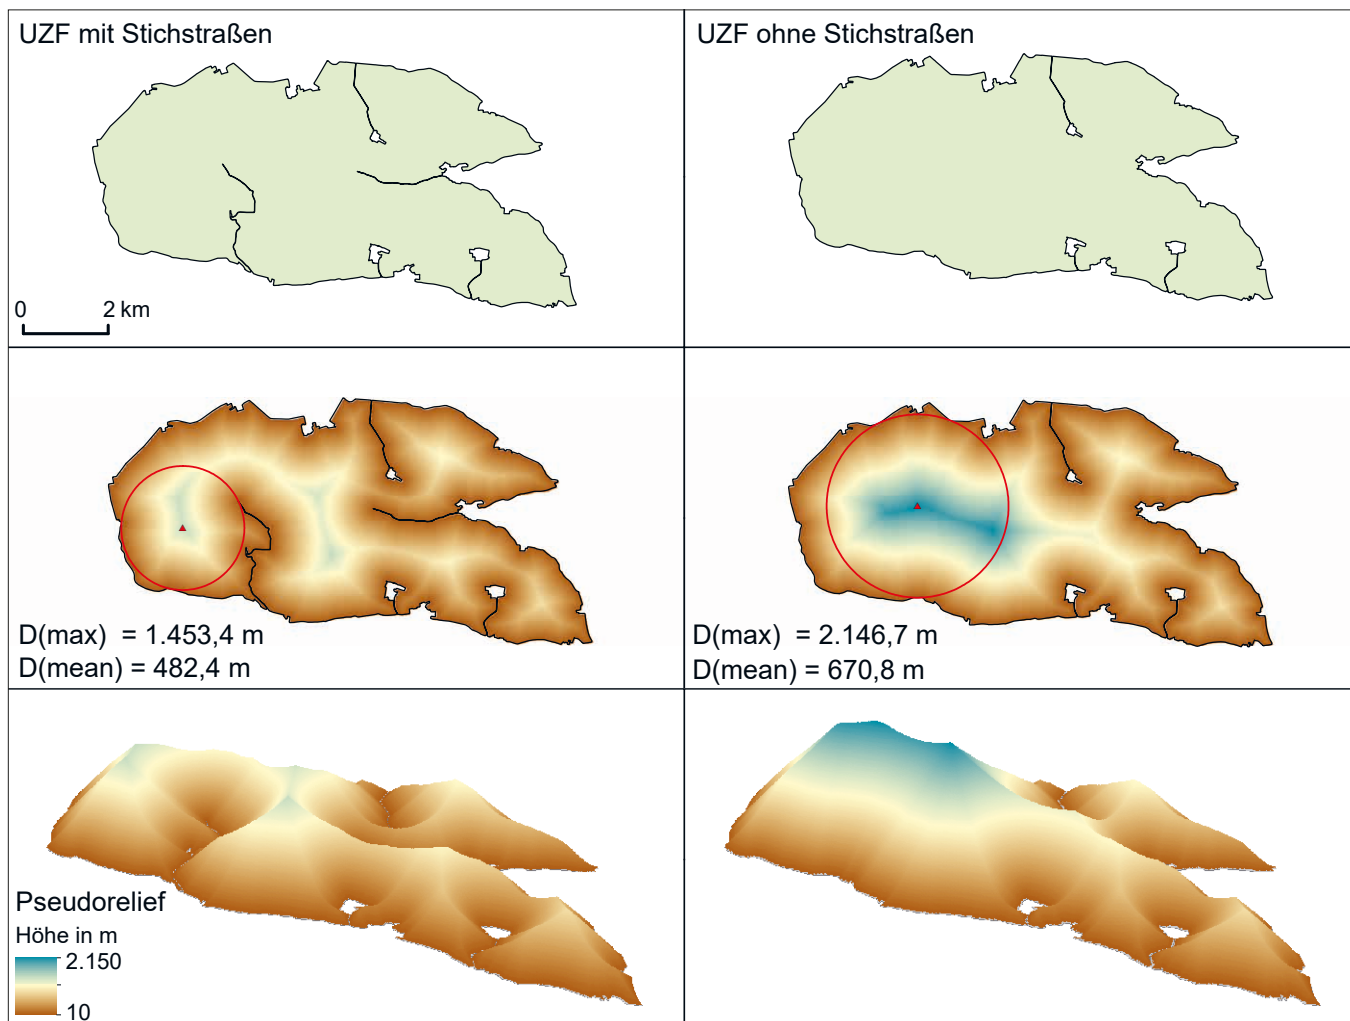 UZF mit Stichstraßen
UZF ohne Stichstraßen
0 2 km
D(max) = 1.453,4 m
D(mean) = 482,4 m
D(max) = 2.146,7 m
D(mean) = 670,8 m
Pseudorelief
Höhe in m
2.150
10